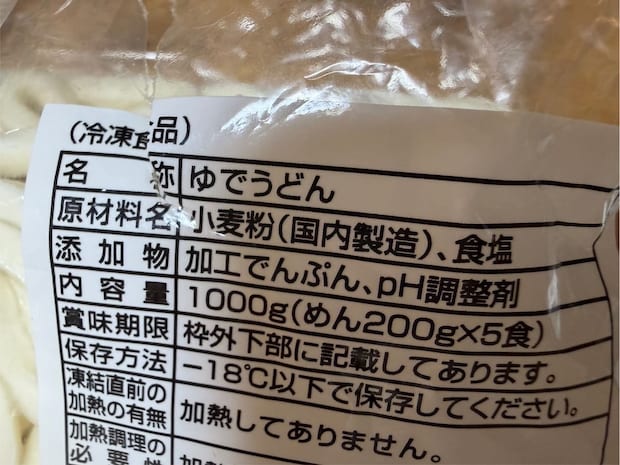 (冷凍食品)
名 称 ゆでうどん
原材料名 小麦粉(国内製造)、食塩
添加物 加工でんぷん、pH調整剤
内容量 1000g(めん200g×5食)
賞味期限 枠外下部に記載してあります。
保存方法 −18℃以下で保存してください。
凍結直前の
加熱の有無 加熱してありません。
加熱調理の
必要性 加熱